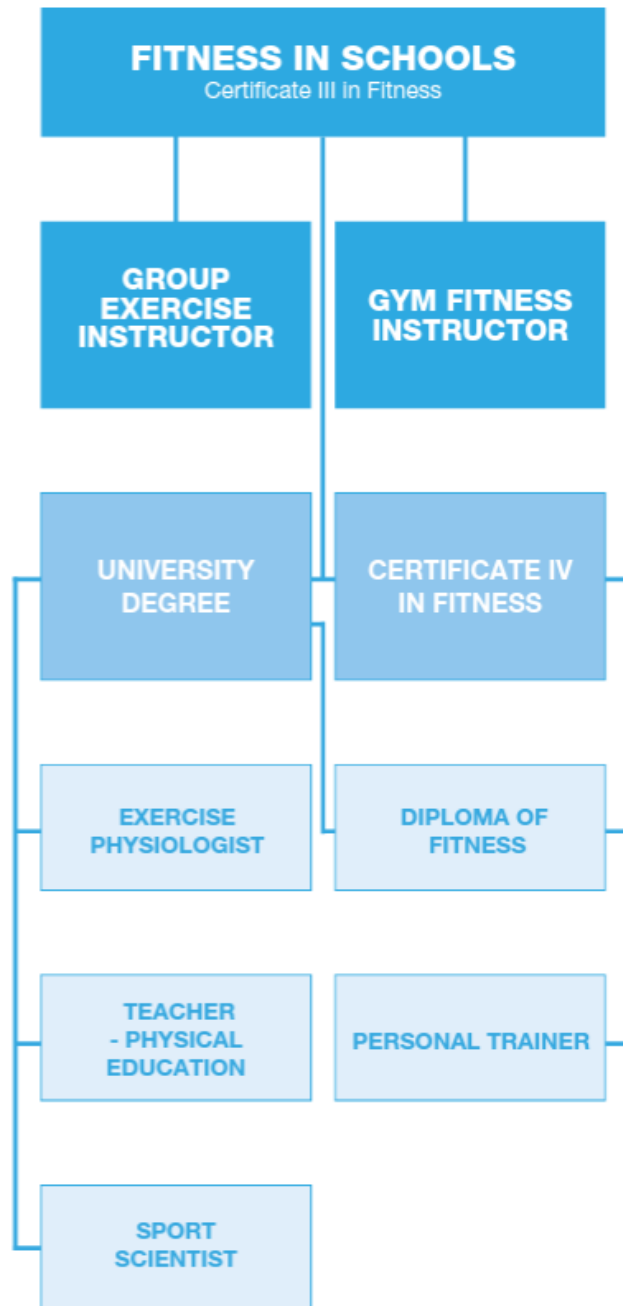 FITNESS IN SCHOOLS
Certificate III in Fitness
GROUP
EXERCISE
INSTRUCTOR
GYM FITNESS
INSTRUCTOR
UNIVERSITY
DEGREE
CERTIFICATE IV
IN FITNESS
EXERCISE
PHYSIOLOGIST
DIPLOMA OF
FITNESS
TEACHER
- PHYSICAL
EDUCATION
PERSONAL TRAINER
SPORT
SCIENTIST